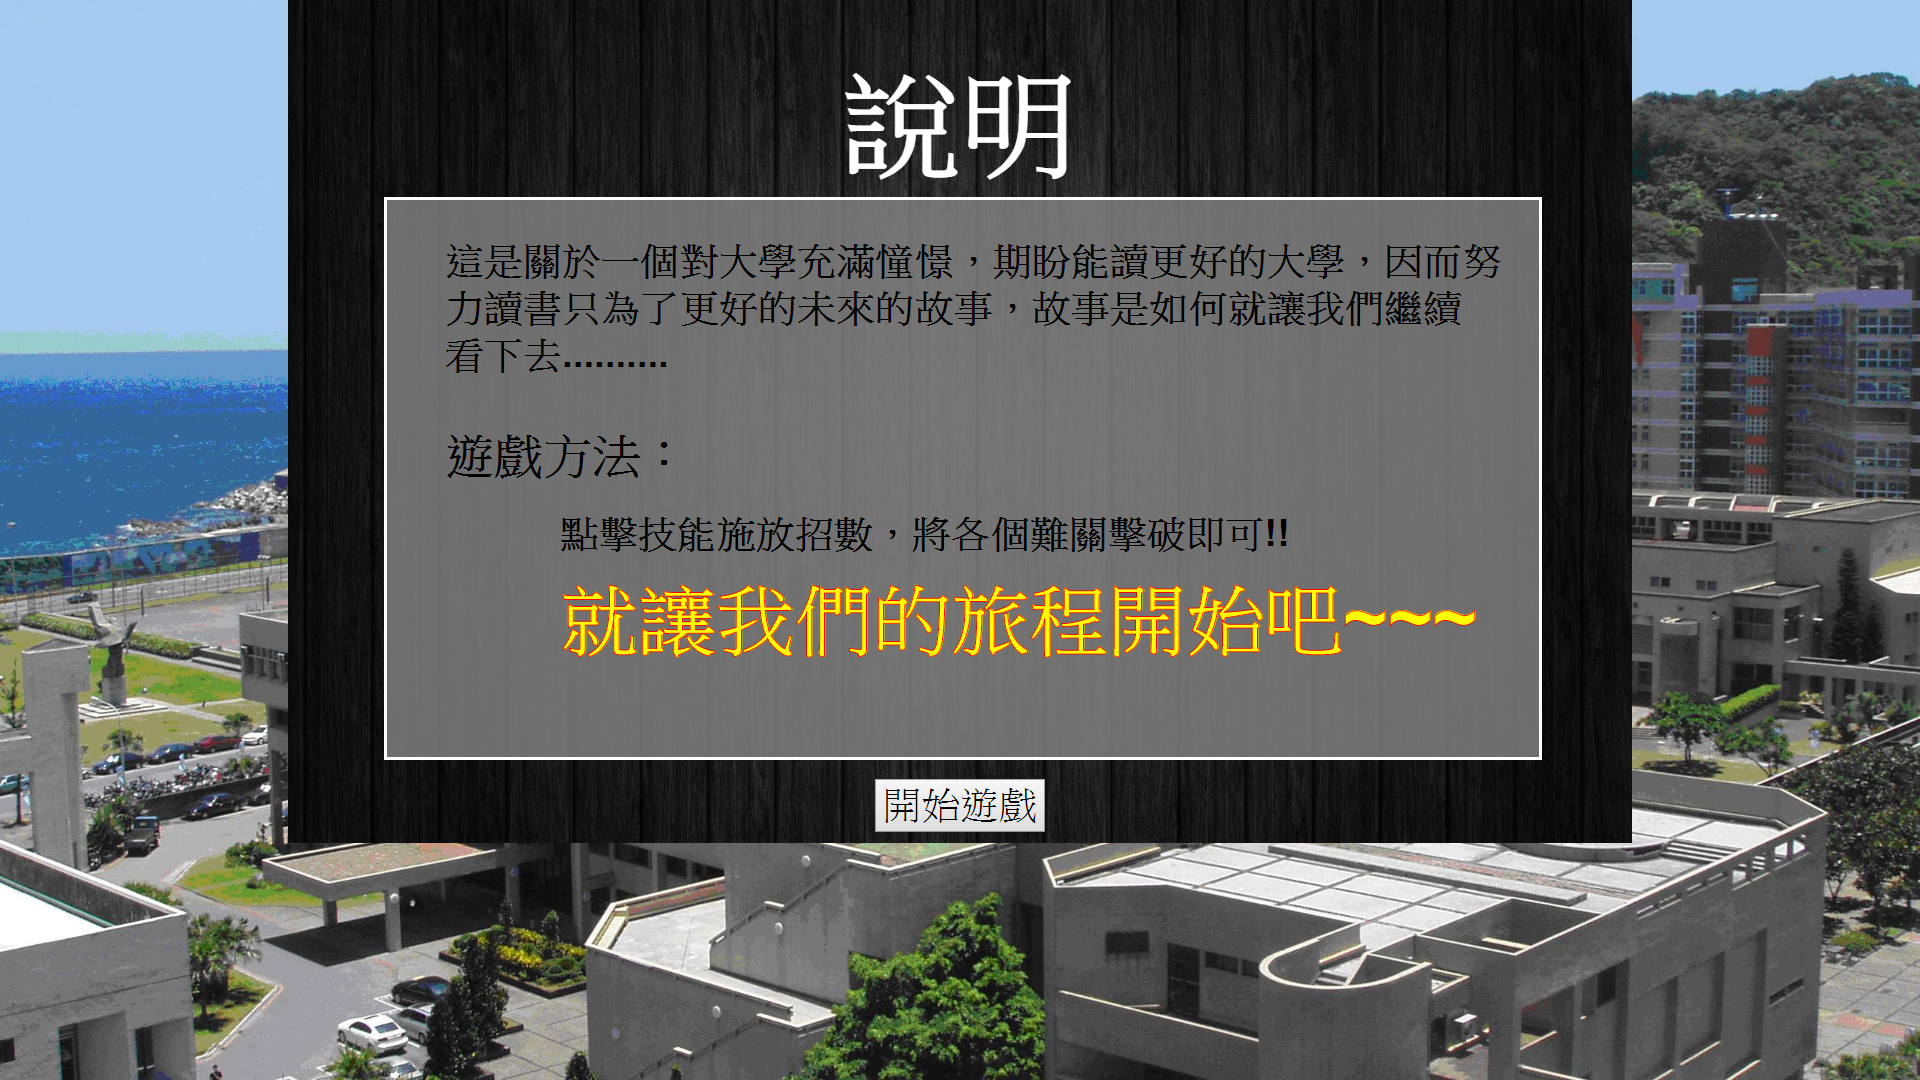 說明
這是關於一個對大學充滿憧憬，期盼能讀更好的大學，因而努
力讀書只為了更好的未來的故事，故事是如何就讓我們繼續
看下去..........
遊戲方法：
點擊技能施放招數，將各個難關擊破即可!!
就讓我們的旅程開始吧~~~
開始遊戲